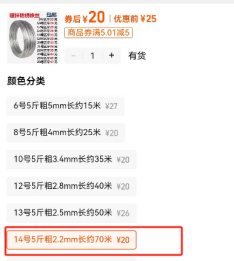 券后¥20 优惠前 ¥25
商品券满5.01减5
- 1 + 有货
颜色分类
6号5斤粗5mm长约15米 ¥27
8号5斤粗4mm长约25米 ¥20
10号5斤粗3.4mm长约35米 ¥20
12号5斤粗2.8mm长约40米 ¥20
13号5斤粗2.5mm长约50米 ¥26
14号5斤粗2.2mm长约70米 ¥20